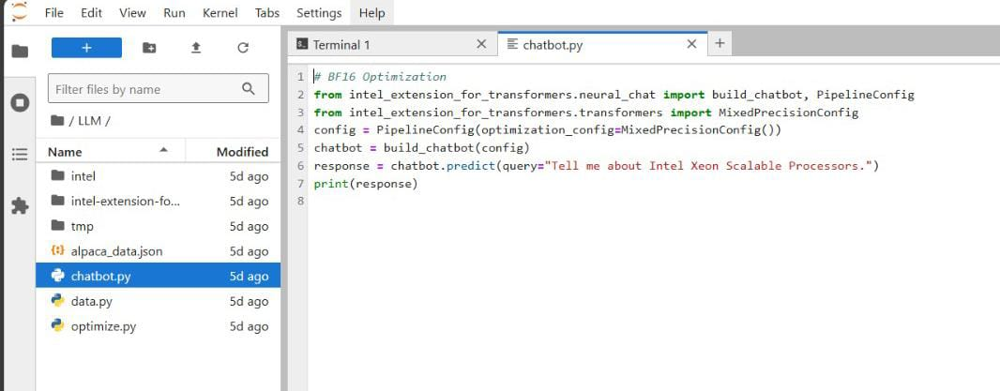 File Edit View Run Kernel Tabs Settings Help
+
Filter files by name
/ LLM /
Name Modified
intel 5d ago
intel-extension-fo... 5d ago
tmp 5d ago
alpaca_data.json 5d ago
chatbot.py 5d ago
data.py 5d ago
optimize.py 5d ago
Terminal 1 × chatbot.py × +
1 # BF16 Optimization
2 from intel_extension_for_transformers.neural_chat import build_chatbot, PipelineConfig
3 from intel_extension_for_transformers.transformers import MixedPrecisionConfig
4 config = PipelineConfig(optimization_config=MixedPrecisionConfig())
5 chatbot = build_chatbot(config)
6 response = chatbot.predict(query="Tell me about Intel Xeon Scalable Processors.")
7 print(response)
8